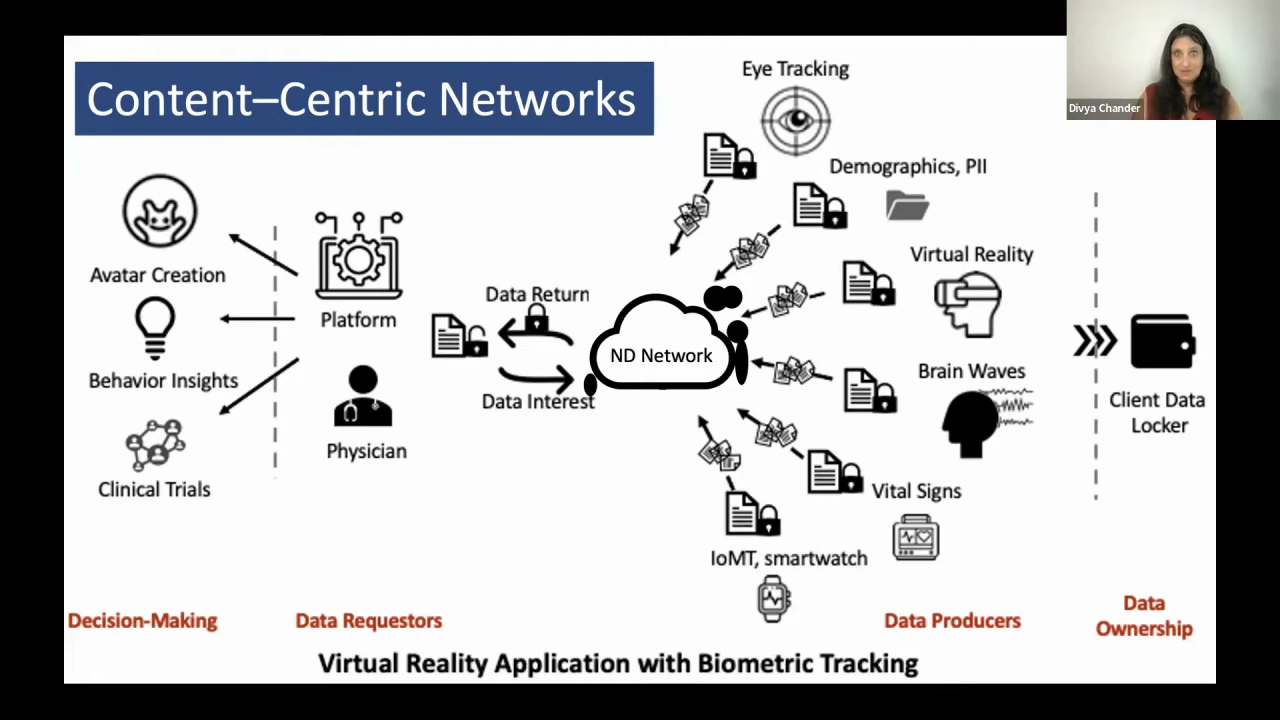 Content–Centric Networks
Divya Chander
Eye Tracking
Demographics, PII
Virtual Reality
Brain Waves
Vital Signs
IoMT, smartwatch
Avatar Creation
Behavior Insights
Clinical Trials
Platform
Physician
Data Return
Data Interest
ND Network
Client Data
Locker
Decision-Making
Data Requestors
Data Producers
Data
Ownership
Virtual Reality Application with Biometric Tracking